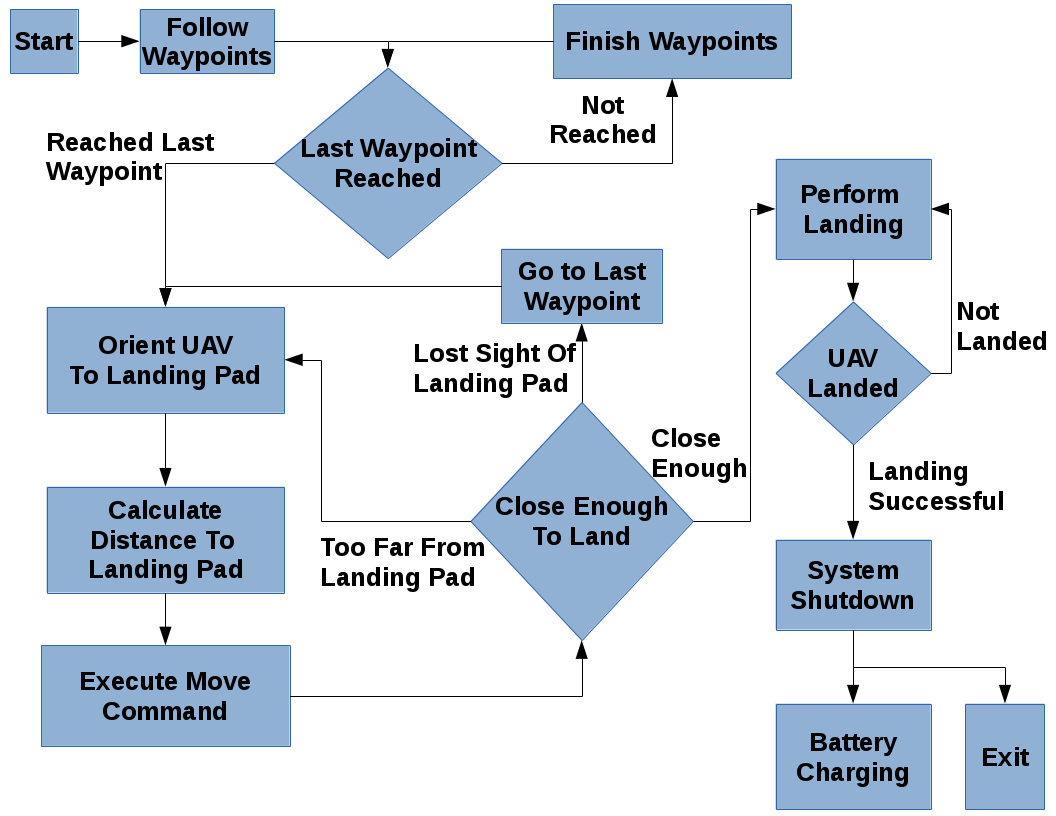 Start
Follow
Waypoints
Finish Waypoints
Not
Reached
Last Waypoint
Reached
Reached Last
Waypoint
Perform
Landing
Go to Last
Waypoint
Orient UAV
To Landing Pad
Lost Sight Of
Landing Pad
UAV
Landed
Not
Landed
Close
Enough
Landing
Successful
Calculate
Distance To
Landing Pad
Close Enough
To Land
Too Far From
Landing Pad
System
Shutdown
Execute Move
Command
Battery
Charging
Exit